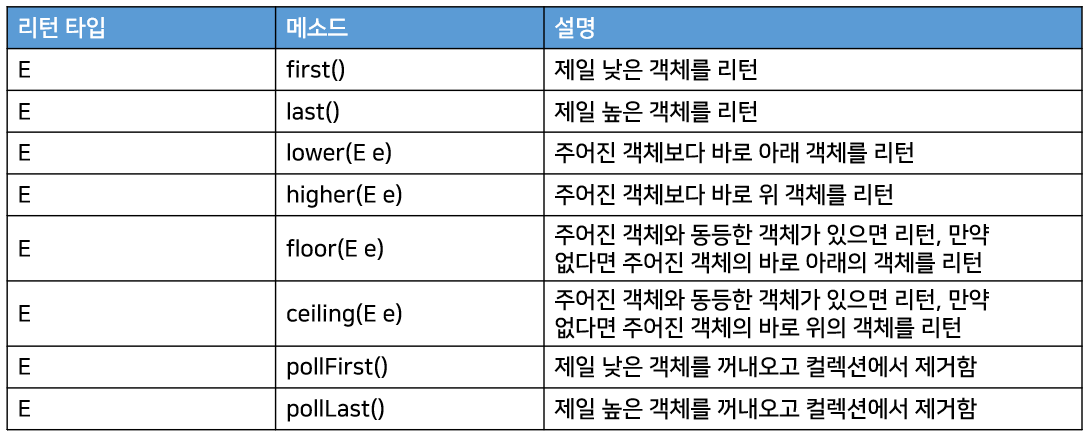 리턴 타입 메소드 설명
E first() 제일 낮은 객체를 리턴
E last() 제일 높은 객체를 리턴
E lower(E e) 주어진 객체보다 바로 아래 객체를 리턴
E higher(E e) 주어진 객체보다 바로 위 객체를 리턴
E floor(E e) 주어진 객체와 동등한 객체가 있으면 리턴, 만약
없다면 주어진 객체의 바로 아래의 객체를 리턴
E ceiling(E e) 주어진 객체와 동등한 객체가 있으면 리턴, 만약
없다면 주어진 객체의 바로 위의 객체를 리턴
E pollFirst() 제일 낮은 객체를 꺼내오고 컬렉션에서 제거함
E pollLast() 제일 높은 객체를 꺼내오고 컬렉션에서 제거함